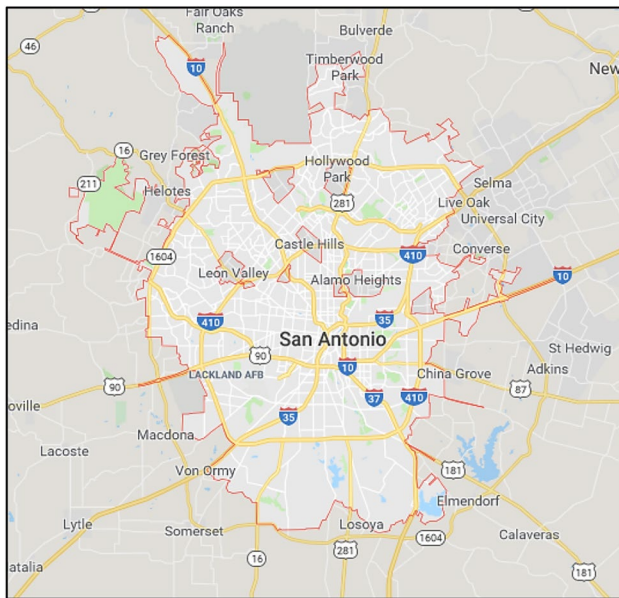 Fair Oaks
Ranch
Bulverde
46
10
Timberwood
Park
New
16
Grey Forest
Hollywood
Park
211
Helotes
281
Selma
Live Oak
Universal City
1604
Castle Hills
410
Converse
Leon Valley
Alamo Heights
10
edina
410
35
San Antonio
90
St Hedwig
LACKLAND AFB
10
China Grove
Adkins
90
87
oville
37
410
35
Macdona
Lacoste
Von Ormy
181
Elmendorf
Lytle
Somerset
Losoya
1604
Calaveras
16
281
atalia
181